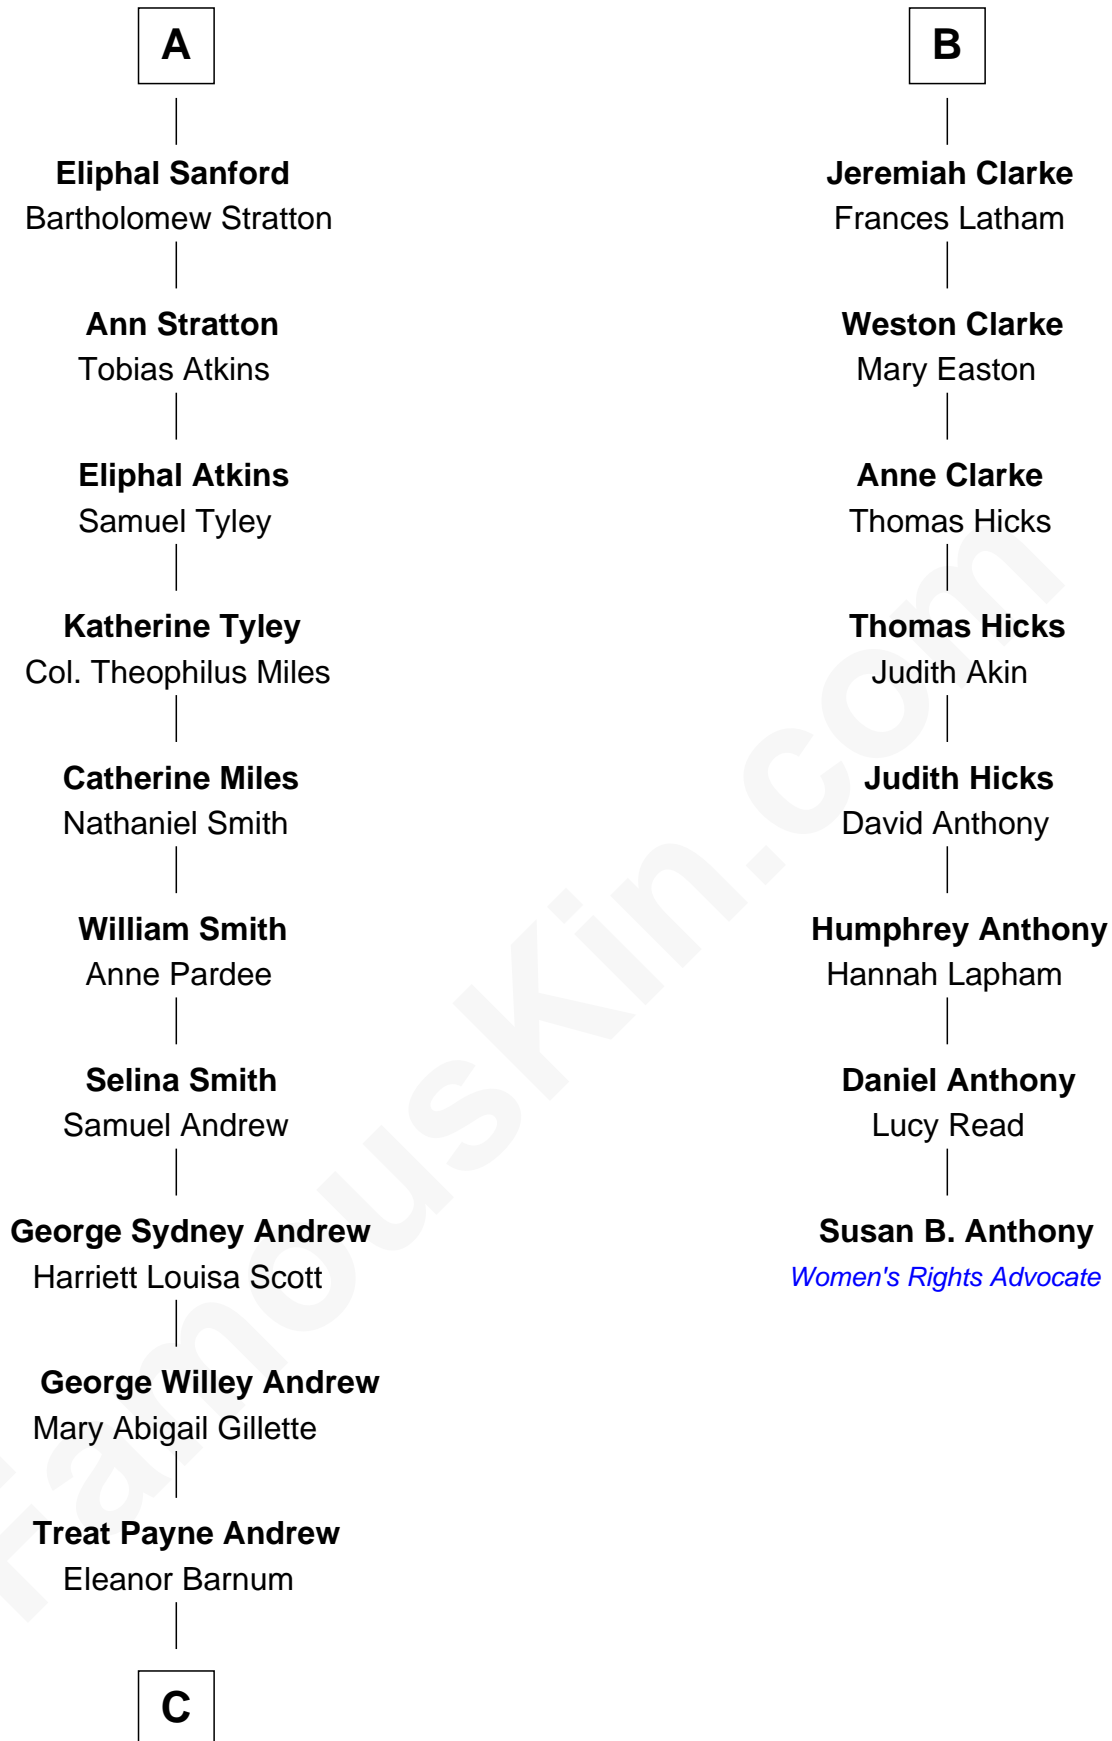 A
Eliphal Sanford
Bartholomew Stratton
Ann Stratton
Tobias Atkins
Eliphal Atkins
Samuel Tyley
Katherine Tyley
Col. Theophilus Miles
Catherine Miles
Nathaniel Smith
William Smith
Anne Pardee
Selina Smith
Samuel Andrew
George Sydney Andrew
Harriett Louisa Scott
George Willey Andrew
Mary Abigail Gillette
Treat Payne Andrew
Eleanor Barnum
C
B
Jeremiah Clarke
Frances Latham
Weston Clarke
Mary Easton
Anne Clarke
Thomas Hicks
Thomas Hicks
Judith Akin
Judith Hicks
David Anthony
Humphrey Anthony
Hannah Lapham
Daniel Anthony
Lucy Read
Susan B. Anthony
Women's Rights Advocate
FamousKin.com